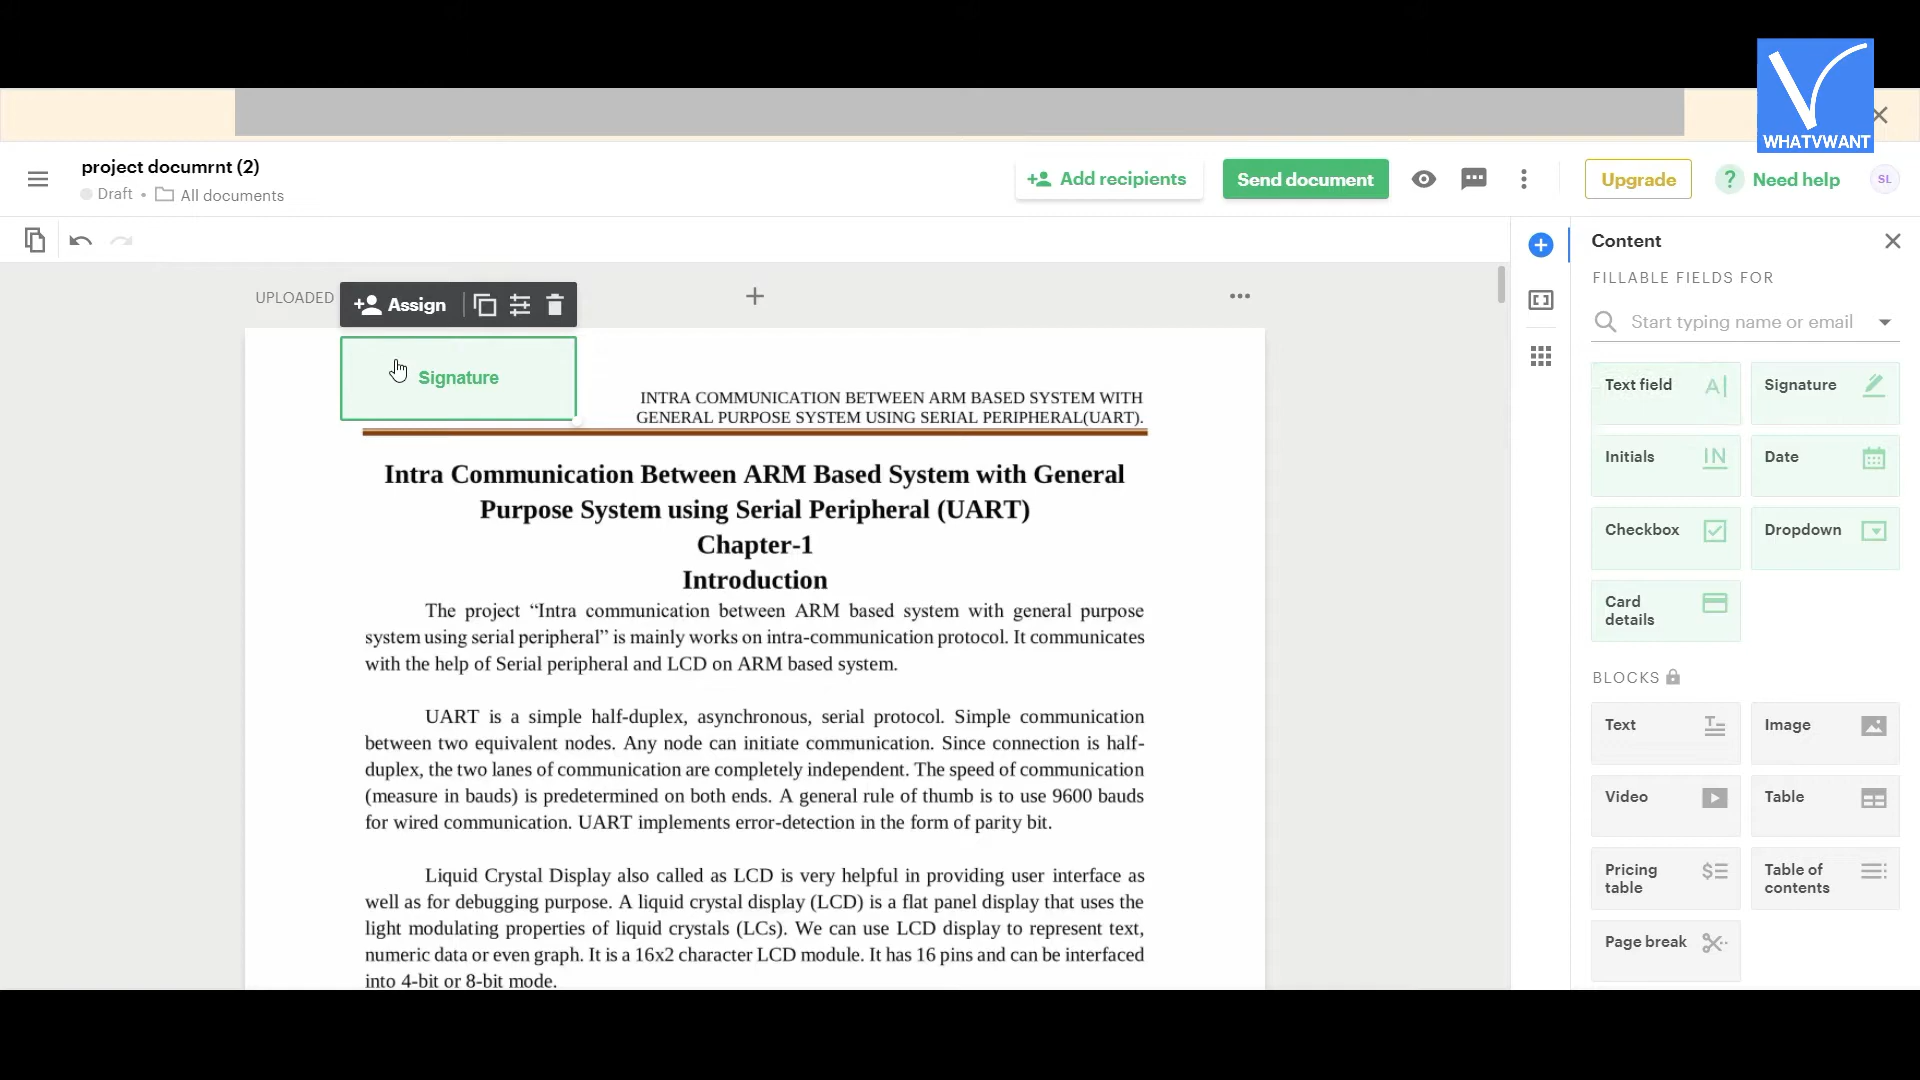 WHATVWANT
project documrnt (2)
Draft • All documents
Add recipients
Send document
Upgrade
? Need help
SL
UPLOADED
Assign
Signature
INTRA COMMUNICATION BETWEEN ARM BASED SYSTEM WITH
GENERAL PURPOSE SYSTEM USING SERIAL PERIPHERAL(UART).
Intra Communication Between ARM Based System with General
Purpose System using Serial Peripheral (UART)
Chapter-1
Introduction
The project “Intra communication between ARM based system with general purpose
system using serial peripheral” is mainly works on intra-communication protocol. It communicates
with the help of Serial peripheral and LCD on ARM based system.
UART is a simple half-duplex, asynchronous, serial protocol. Simple communication
between two equivalent nodes. Any node can initiate communication. Since connection is half-
duplex, the two lanes of communication are completely independent. The speed of communication
(measure in bauds) is predetermined on both ends. A general rule of thumb is to use 9600 bauds
for wired communication. UART implements error-detection in the form of parity bit.
Liquid Crystal Display also called as LCD is very helpful in providing user interface as
well as for debugging purpose. A liquid crystal display (LCD) is a flat panel display that uses the
light modulating properties of liquid crystals (LCs). We can use LCD display to represent text,
numeric data or even graph. It is a 16x2 character LCD module. It has 16 pins and can be interfaced
into 4-bit or 8-bit mode.
Content
FILLABLE FIELDS FOR
Start typing name or email
Text field
Signature
Initials
IN
Date
Checkbox
Dropdown
Card
details
BLOCKS
Text
Image
Video
Table
Pricing
table
Table of
contents
Page break